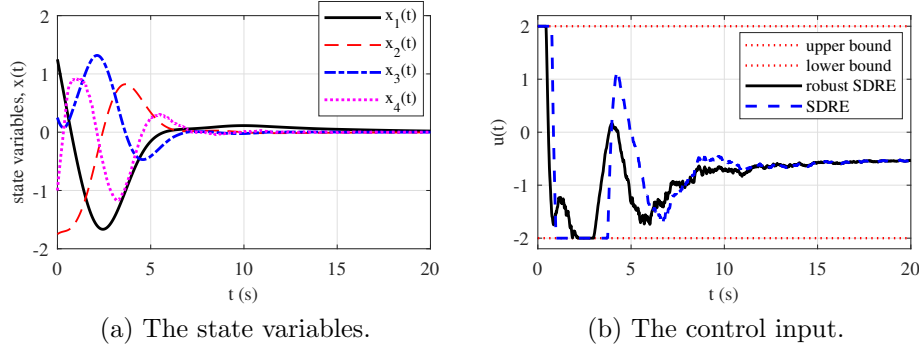 2
1
0
-1
-2
state variables, x(t)
0
5
10
15
20
t (s)
x1(t)
x2(t)
x3(t)
x4(t)
(a) The state variables.
2
1
0
-1
-2
u(t)
0
5
10
15
20
t (s)
upper bound
lower bound
robust SDRE
SDRE
(b) The control input.